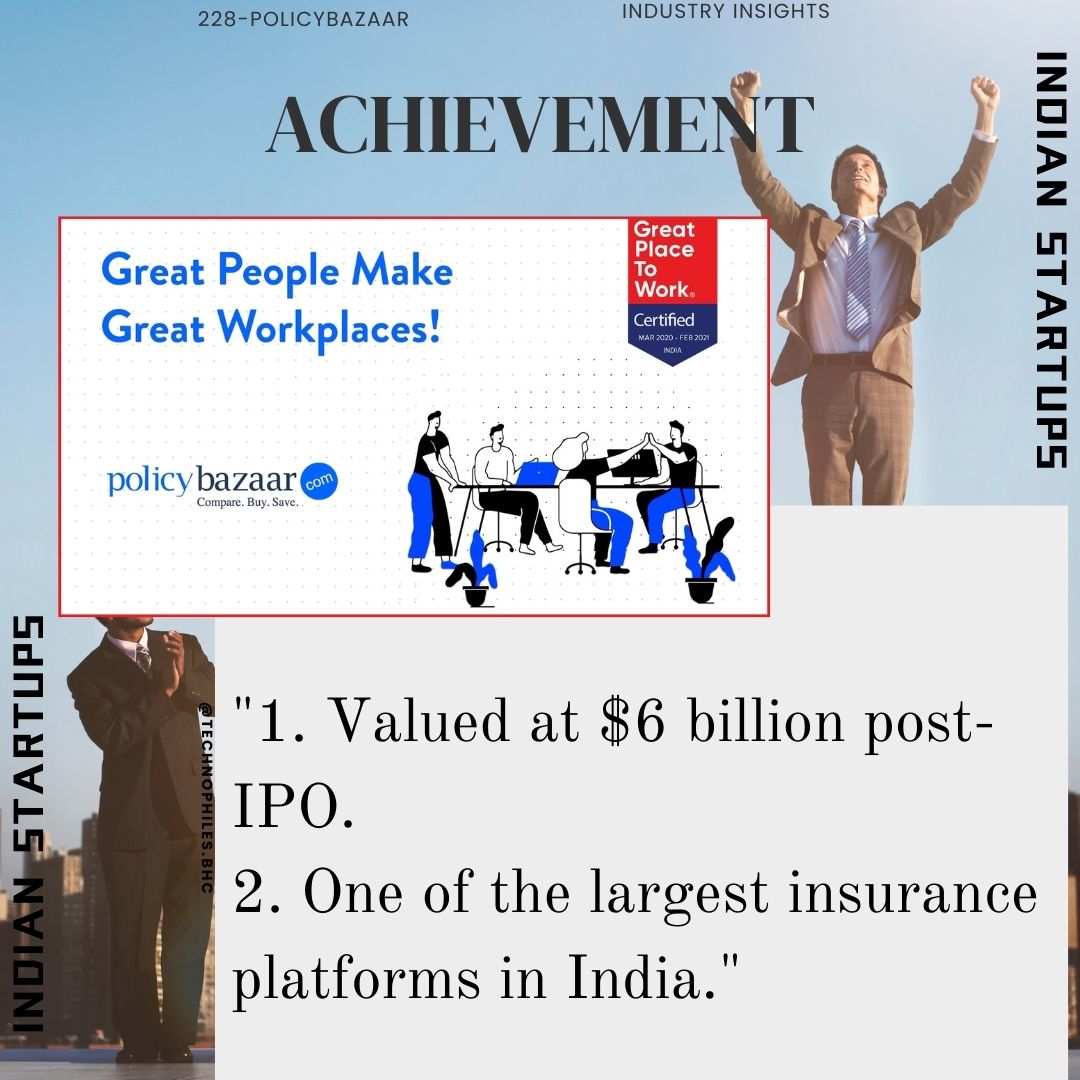 228-POLICYBAZAAR
INDUSTRY INSIGHTS
ACHIEVEMENT
INDIAN STARTUPS
Great People Make
Great Workplaces!
Great
Place
To
Work®
Certified
MAR 2020 - FEB 2021
INDIA
policybazaar com
Compare. Buy. Save.
INDIAN STARTUPS
@TECHNOPHILES.BHC
"1. Valued at $6 billion post-
IPO.
2. One of the largest insurance
platforms in India."